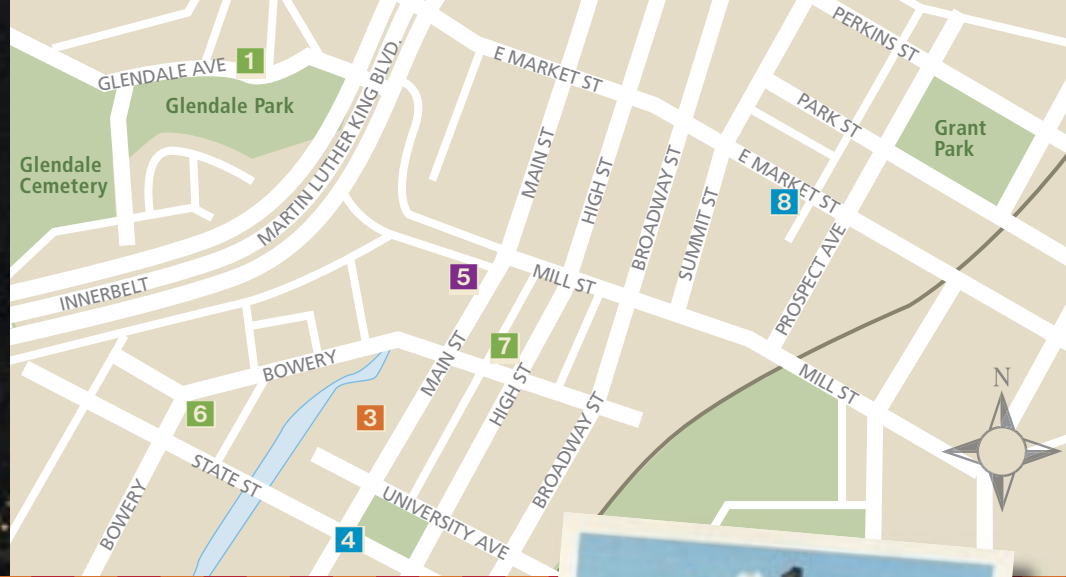 PERKINS ST
E MARKET ST
GLENDALE AVE
1
MARTIN LUTHER KING BLVD.
Glendale Park
PARK ST
Grant
Park
Glendale
Cemetery
MAIN ST
HIGH ST
BROADWAY ST
SUMMIT ST
E MARKET ST
8
PROSPECT AVE
INNERBELT
5
MILL ST
7
MAIN ST
BOWERY
HIGH ST
MILL ST
N
6
3
BROADWAY ST
STATE ST
BOWERY
UNIVERSITY AVE
4